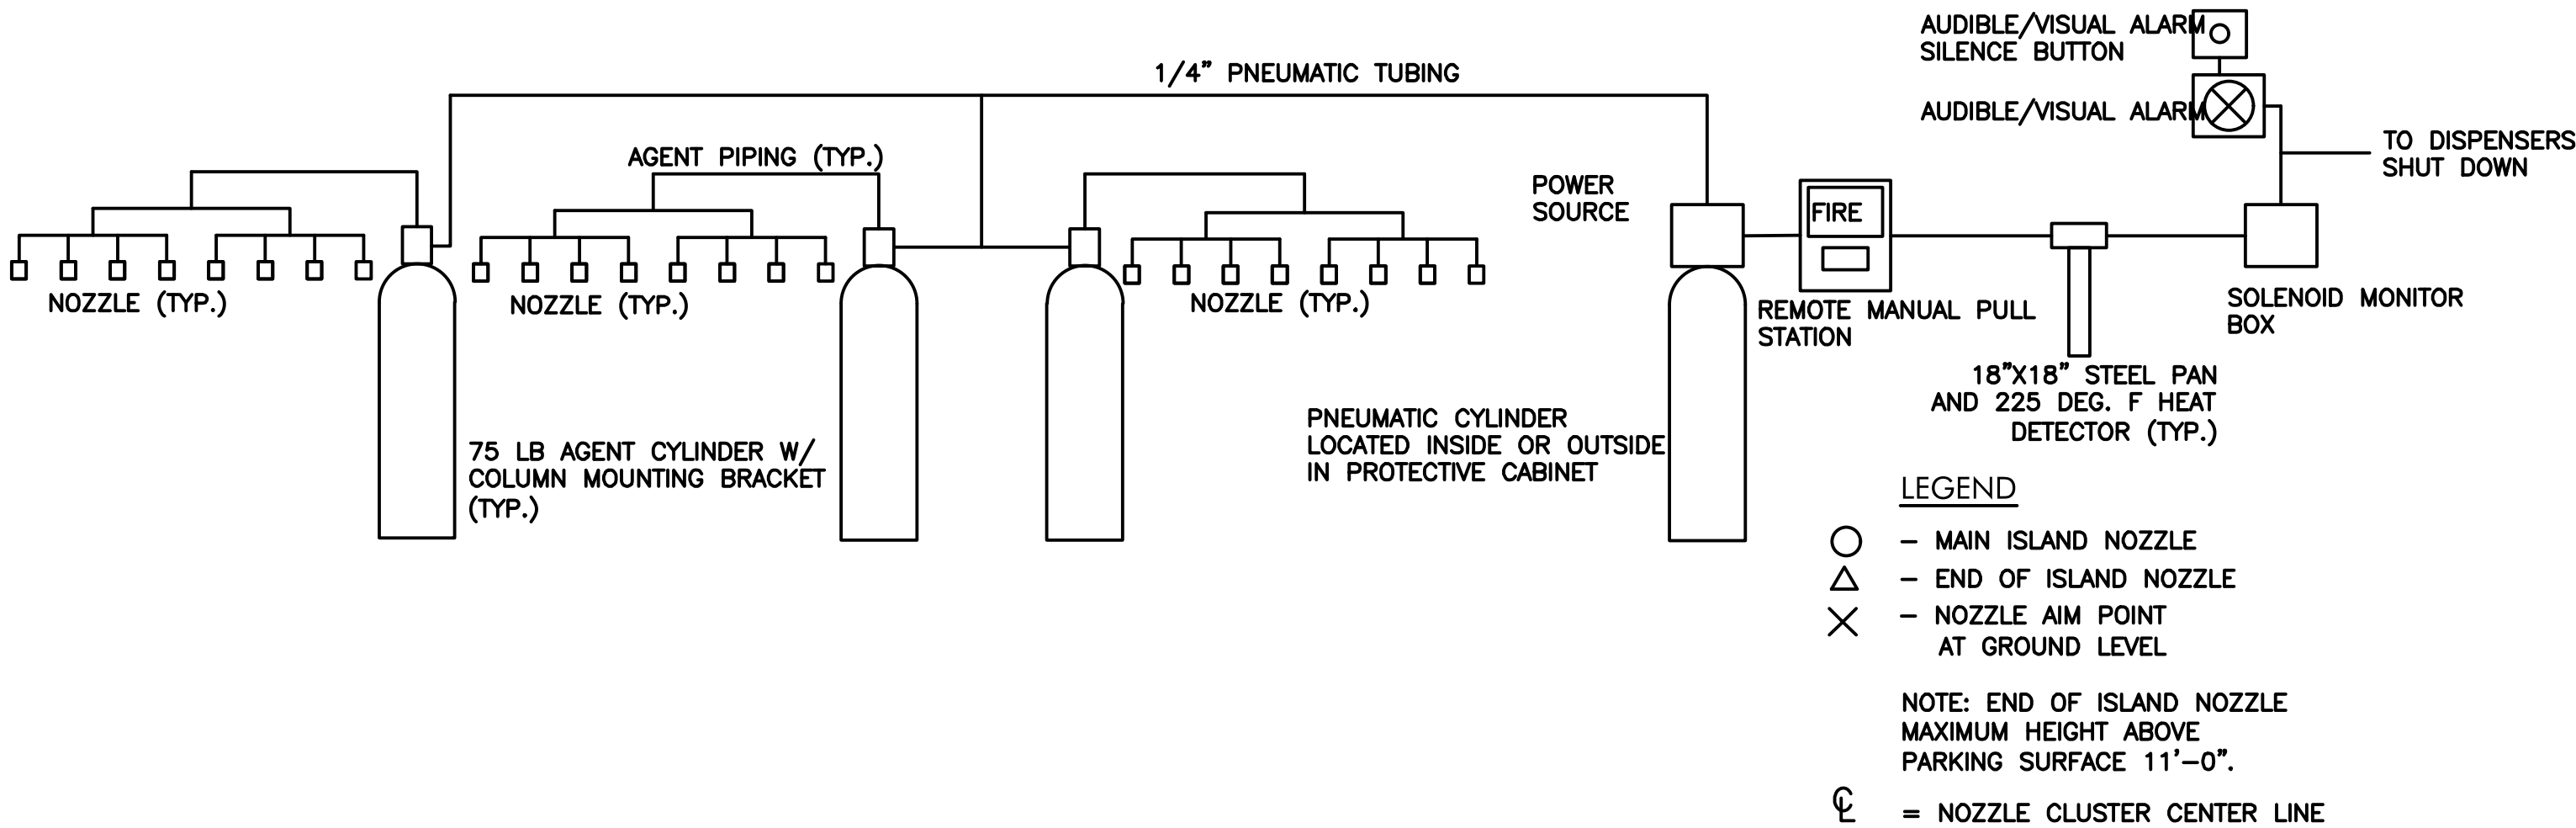 AUDIBLE/VISUAL ALARM
SILENCE BUTTON
1/4" PNEUMATIC TUBING
AUDIBLE/VISUAL ALARM
TO DISPENSERS
SHUT DOWN
AGENT PIPING (TYP.)
POWER
SOURCE
FIRE
NOZZLE (TYP.)
NOZZLE (TYP.)
NOZZLE (TYP.)
REMOTE MANUAL PULL
STATION
SOLENOID MONITOR
BOX
18"X18" STEEL PAN
AND 225 DEG. F HEAT
DETECTOR (TYP.)
75 LB AGENT CYLINDER W/
COLUMN MOUNTING BRACKET
(TYP.)
PNEUMATIC CYLINDER
LOCATED INSIDE OR OUTSIDE
IN PROTECTIVE CABINET
LEGEND
- MAIN ISLAND NOZZLE
- END OF ISLAND NOZZLE
- NOZZLE AIM POINT
AT GROUND LEVEL
NOTE: END OF ISLAND NOZZLE
MAXIMUM HEIGHT ABOVE
PARKING SURFACE 11'-0".
℄ = NOZZLE CLUSTER CENTER LINE